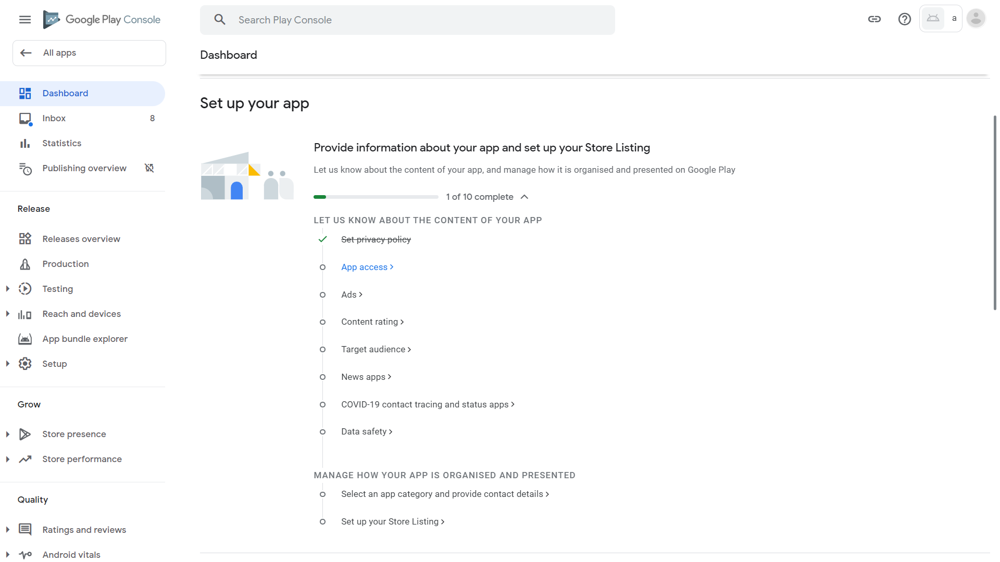 Google Play Console
Search Play Console
a
All apps
Dashboard
Dashboard
Inbox 8
Statistics
Publishing overview
Release
Releases overview
Production
Testing
Reach and devices
App bundle explorer
Setup
Grow
Store presence
Store performance
Quality
Ratings and reviews
Android vitals
Set up your app
Provide information about your app and set up your Store Listing
Let us know about the content of your app, and manage how it is organised and presented on Google Play
1 of 10 complete
LET US KNOW ABOUT THE CONTENT OF YOUR APP
Set privacy policy
App access
Ads
Content rating
Target audience
News apps
COVID-19 contact tracing and status apps
Data safety
MANAGE HOW YOUR APP IS ORGANISED AND PRESENTED
Select an app category and provide contact details
Set up your Store Listing